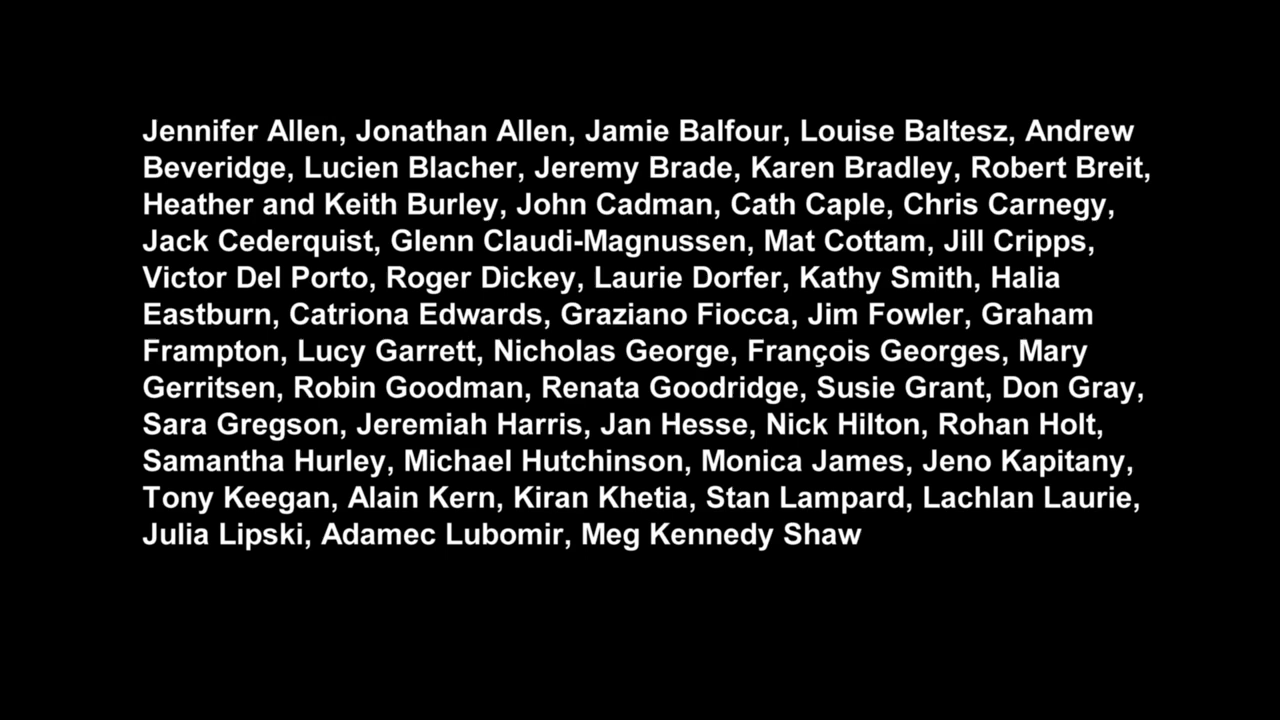 Jennifer Allen, Jonathan Allen, Jamie Balfour, Louise Baltesz, Andrew
Beveridge, Lucien Blacher, Jeremy Brade, Karen Bradley, Robert Breit,
Heather and Keith Burley, John Cadman, Cath Caple, Chris Carnegy,
Jack Cederquist, Glenn Claudi-Magnussen, Mat Cottam, Jill Cripps,
Victor Del Porto, Roger Dickey, Laurie Dorfer, Kathy Smith, Halia
Eastburn, Catriona Edwards, Graziano Fiocca, Jim Fowler, Graham
Frampton, Lucy Garrett, Nicholas George, François Georges, Mary
Gerritsen, Robin Goodman, Renata Goodridge, Susie Grant, Don Gray,
Sara Gregson, Jeremiah Harris, Jan Hesse, Nick Hilton, Rohan Holt,
Samantha Hurley, Michael Hutchinson, Monica James, Jeno Kapitany,
Tony Keegan, Alain Kern, Kiran Khetia, Stan Lampard, Lachlan Laurie,
Julia Lipski, Adamec Lubomir, Meg Kennedy Shaw